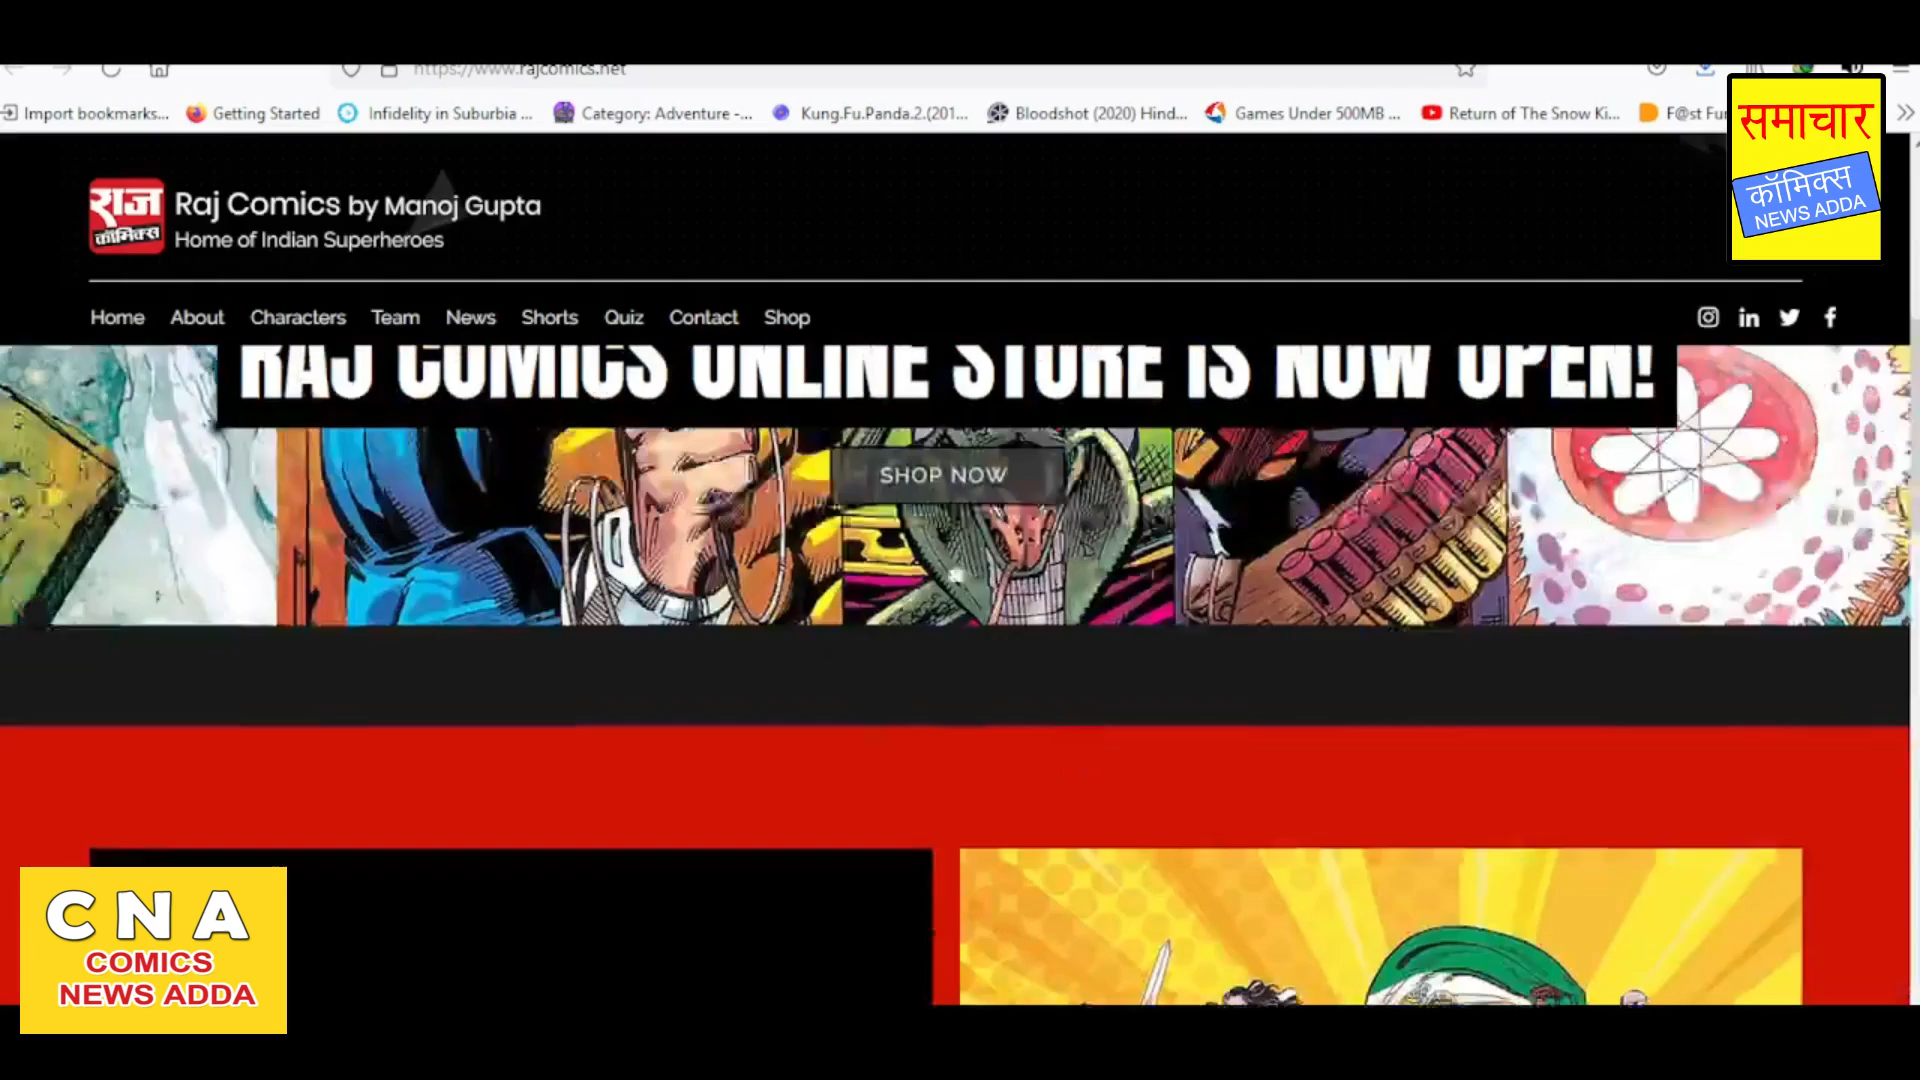 https://www.rajcomics.net
Import bookmarks... Getting Started Infidelity in Suburbia ... Category: Adventure -... Kung.Fu.Panda.2.(201... Bloodshot (2020) Hind... Games Under 500MB ... Return of The Snow Ki... F@st Fu
समाचार
कॉमिक्स
NEWS ADDA
राज
कॉमिक्स
Raj Comics by Manoj Gupta
Home of Indian Superheroes
Home About Characters Team News Shorts Quiz Contact Shop
RAJ COMICS ONLINE STORE IS NOW OPEN!
SHOP NOW
CNA
COMICS
NEWS ADDA